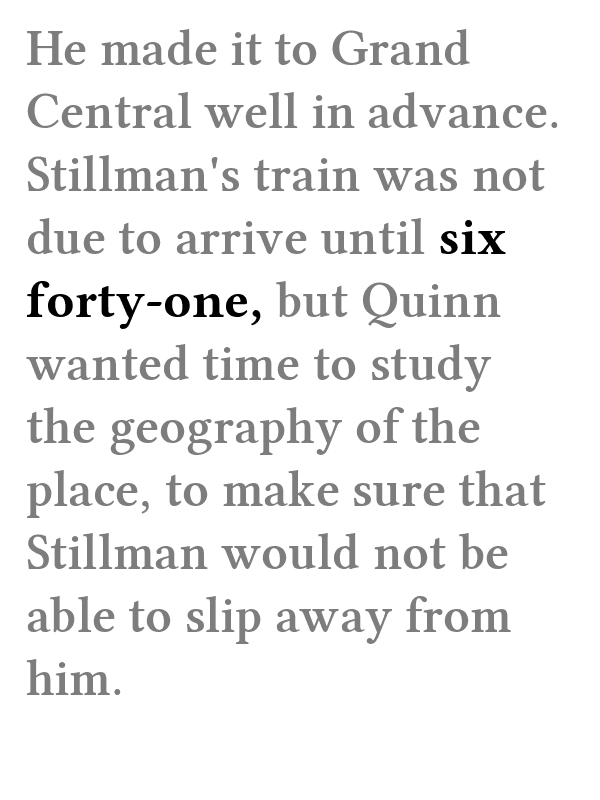 He made it to Grand
Central well in advance.
Stillman's train was not
due to arrive until six
forty-one, but Quinn
wanted time to study
the geography of the
place, to make sure that
Stillman would not be
able to slip away from
him.